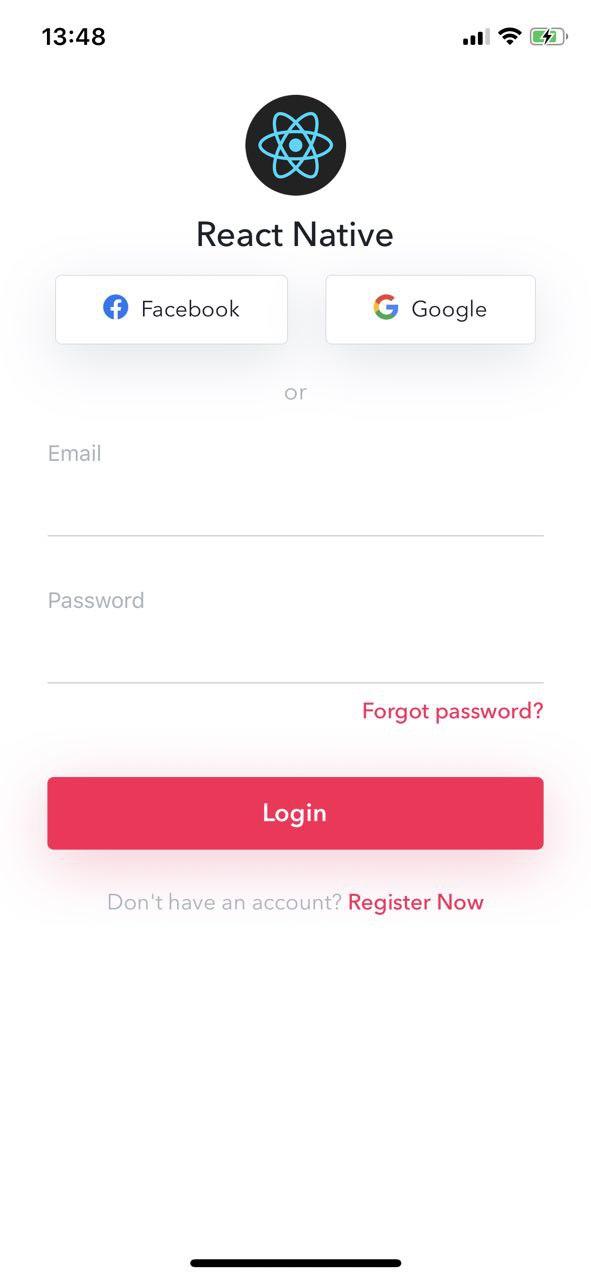 13:48
React Native
Facebook Google
or
Email
Password
Forgot password?
Login
Don't have an account? Register Now